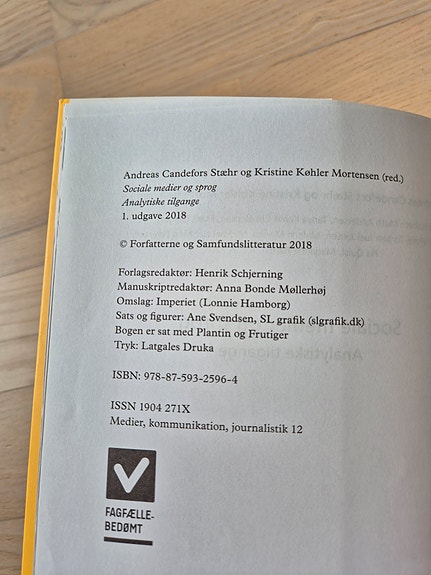 Andreas Candefors Stæhr og Kristine Køhler Mortensen (red.)
Sociale medier og sprog
Analytiske tilgange
1. udgave 2018
© Forfatterne og Samfundslitteratur 2018
Forlagsredaktør: Henrik Schjerning
Manuskriptredaktør: Anna Bonde Møllerhøj
Omslag: Imperiet (Lonnie Hamborg)
Sats og figurer: Ane Svendsen, SL grafik (slgrafik.dk)
Bogen er sat med Plantin og Frutiger
Tryk: Latgales Druka
ISBN: 978-87-593-2596-4
ISSN 1904 271X
Medier, kommunikation, journalistik 12
FAGFÆLLE-
BEDØMT